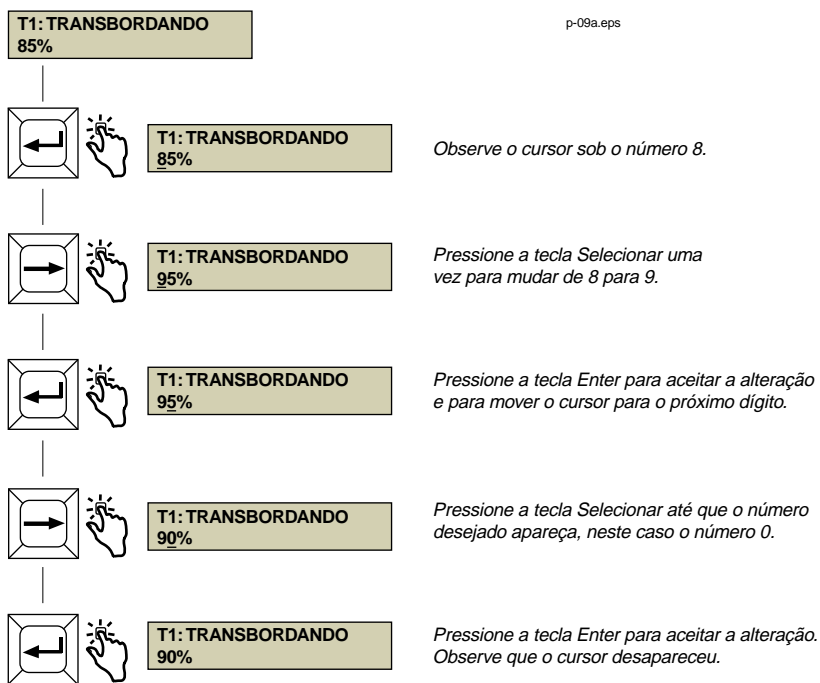 T1: TRANSBORDANDO
85%
p-09a.eps
T1: TRANSBORDANDO
85%
Observe o cursor sob o número 8.
T1: TRANSBORDANDO
95%
Pressione a tecla Selecionar uma
vez para mudar de 8 para 9.
T1: TRANSBORDANDO
95%
Pressione a tecla Enter para aceitar a alteração
e para mover o cursor para o próximo dígito.
T1: TRANSBORDANDO
90%
Pressione a tecla Selecionar até que o número
desejado apareça, neste caso o número 0.
T1: TRANSBORDANDO
90%
Pressione a tecla Enter para aceitar a alteração.
Observe que o cursor desapareceu.